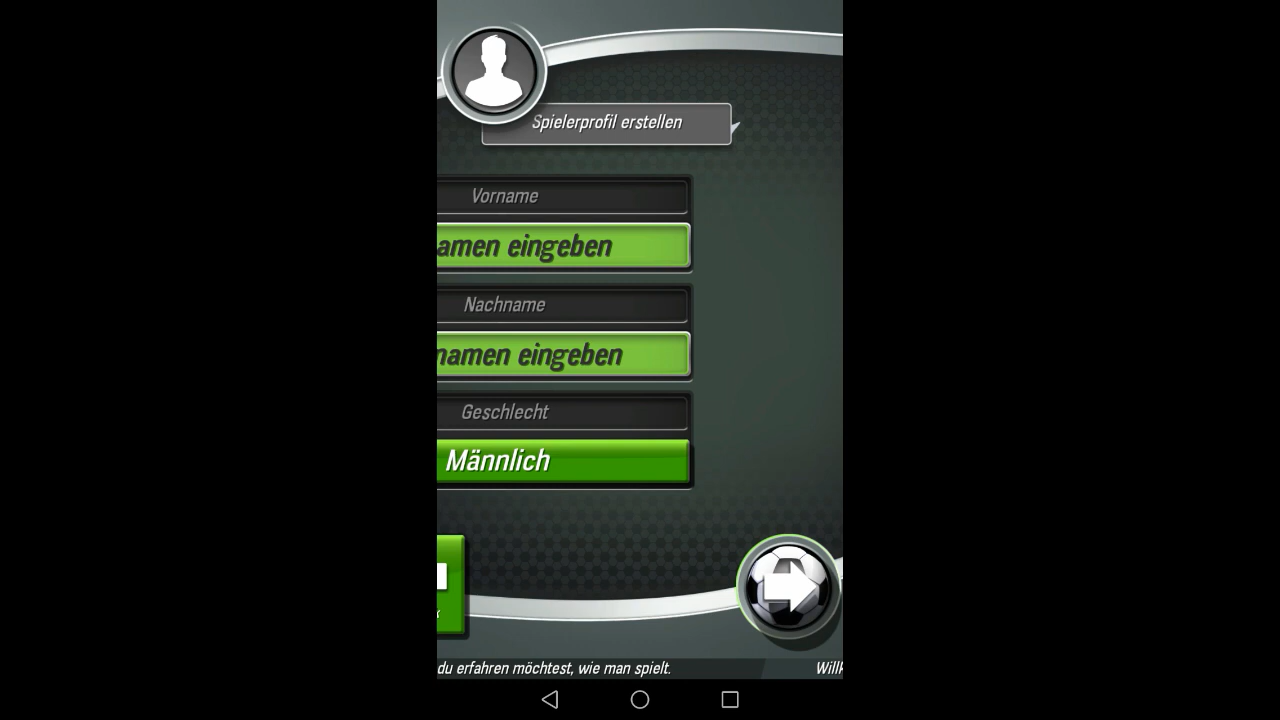 Spielerprofil erstellen
Vorname
amen eingeben
Nachname
namen eingeben
Geschlecht
Männlich
du erfahren möchtest, wie man spielt.